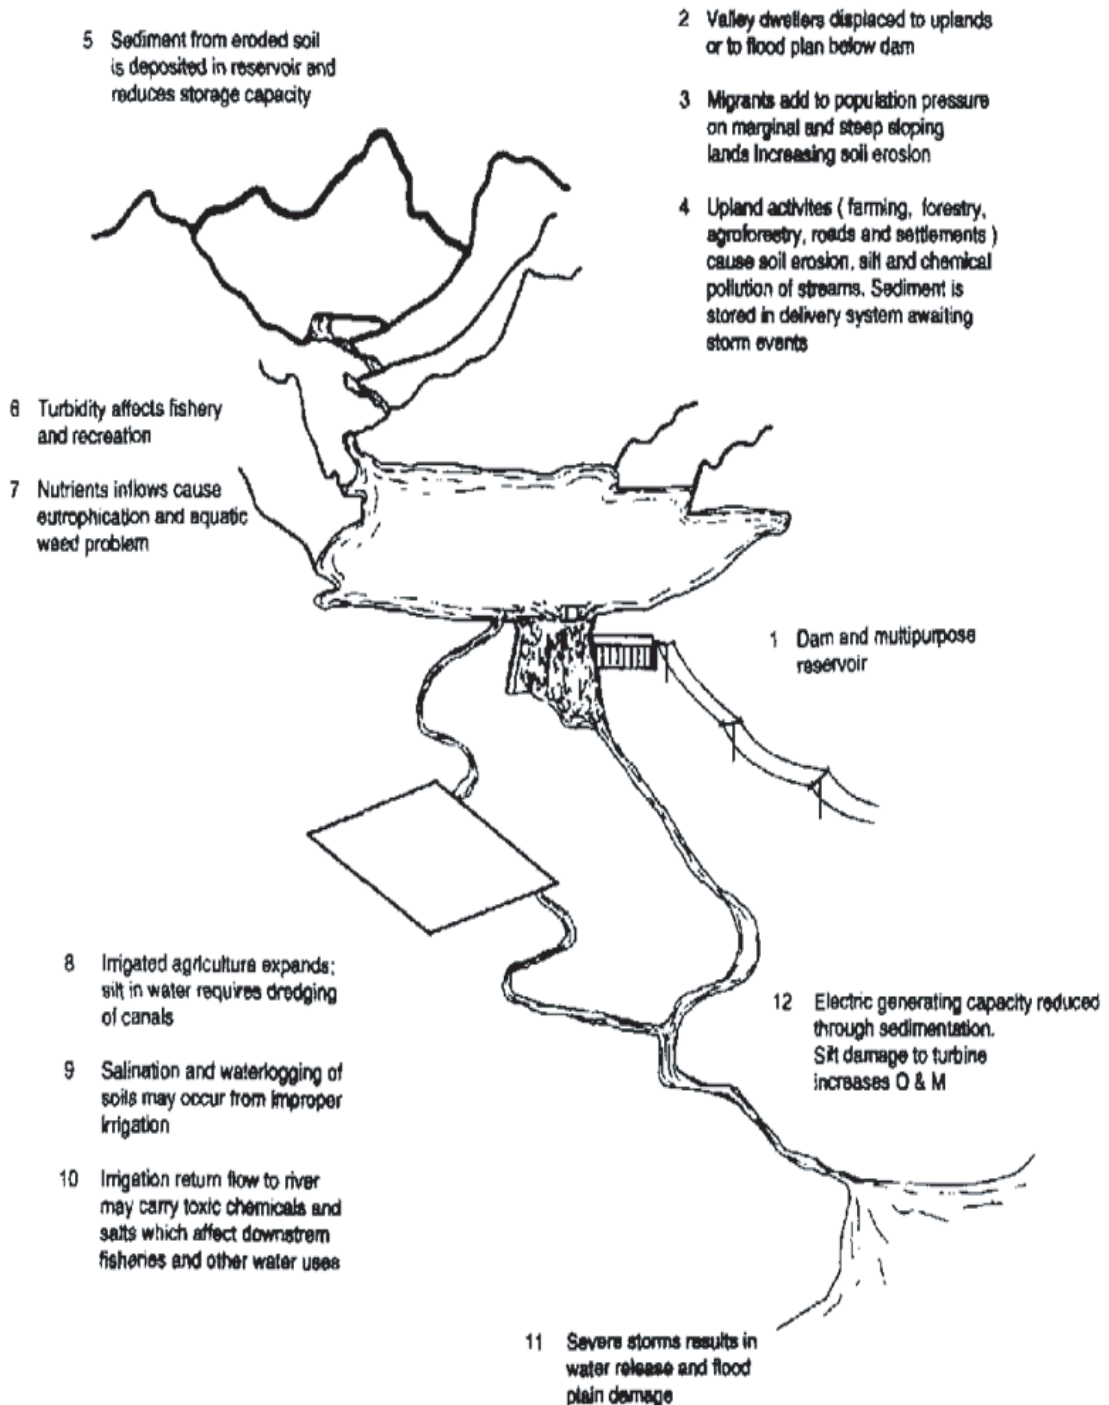 5 Sediment from eroded soil
is deposited in reservoir and
reduces storage capacity
2 Valley dwellers displaced to uplands
or to flood plan below dam
3 Migrants add to population pressure
on marginal and steep sloping
lands increasing soil erosion
4 Upland activites ( farming, forestry,
agroforestry, roads and settlements )
cause soil erosion, silt and chemical
pollution of streams. Sediment is
stored in delivery system awaiting
storm events
6 Turbidity affects fishery
and recreation
7 Nutrients inflows cause
eutrophication and aquatic
weed problem
1 Dam and multipurpose
reservoir
8 Irrigated agriculture expands;
silt in water requires dredging
of canals
9 Salination and waterlogging of
soils may occur from improper
irrigation
10 Irrigation return flow to river
may carry toxic chemicals and
salts which affect downstrem
fisheries and other water uses
12 Electric generating capacity reduced
through sedimentation.
Silt damage to turbine
increases O & M
11 Severe storms results in
water release and flood
plain damage